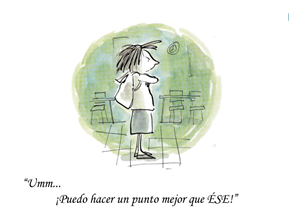 “Umm...
¡Puedo hacer un punto mejor que ÉSE!”